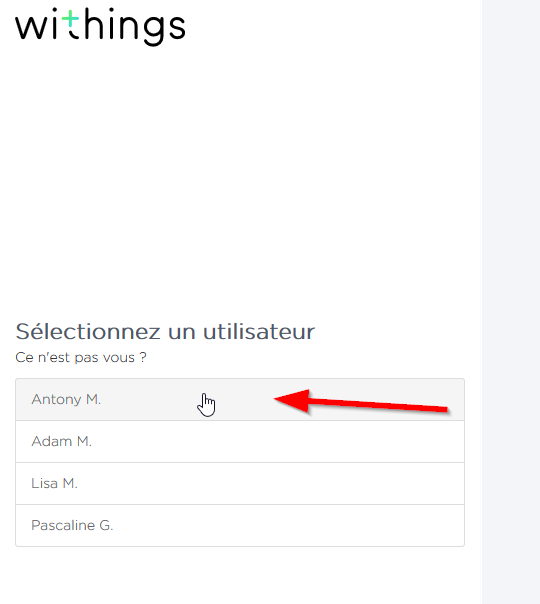 withings
Sélectionnez un utilisateur
Ce n'est pas vous ?
Antony M.
Adam M.
Lisa M.
Pascaline G.